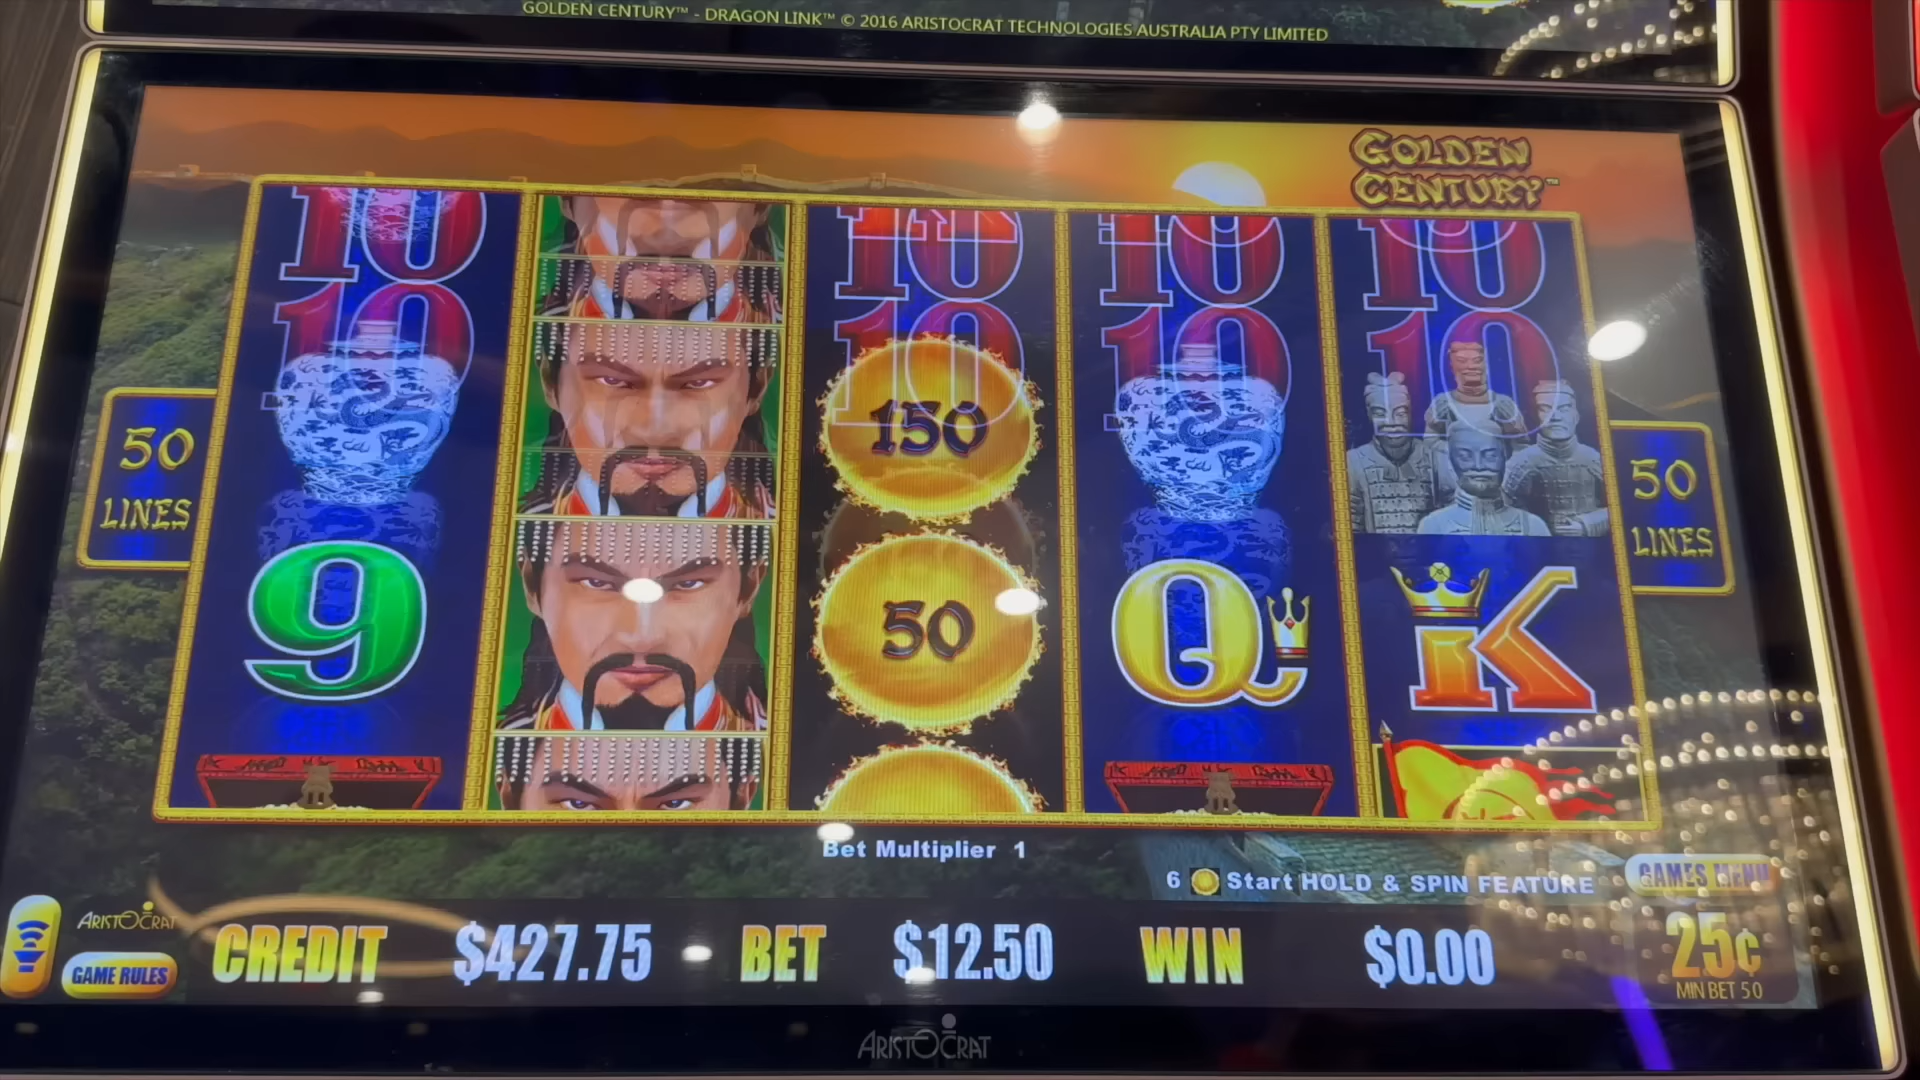 GOLDEN CENTURY™ - DRAGON LINK™ © 2016 ARISTOCRAT TECHNOLOGIES AUSTRALIA PTY LIMITED
GOLDEN
CENTURY™
10 10 10 10
10 10 10 10
150
50
LINES
50
LINES
9 50 Q K
Bet Multiplier 1
6 Start HOLD & SPIN FEATURE
GAMES MENU
ARISTOCRAT
GAME RULES
CREDIT $427.75 BET $12.50 WIN $0.00
25¢
MIN BET 50
ARISTOCRAT